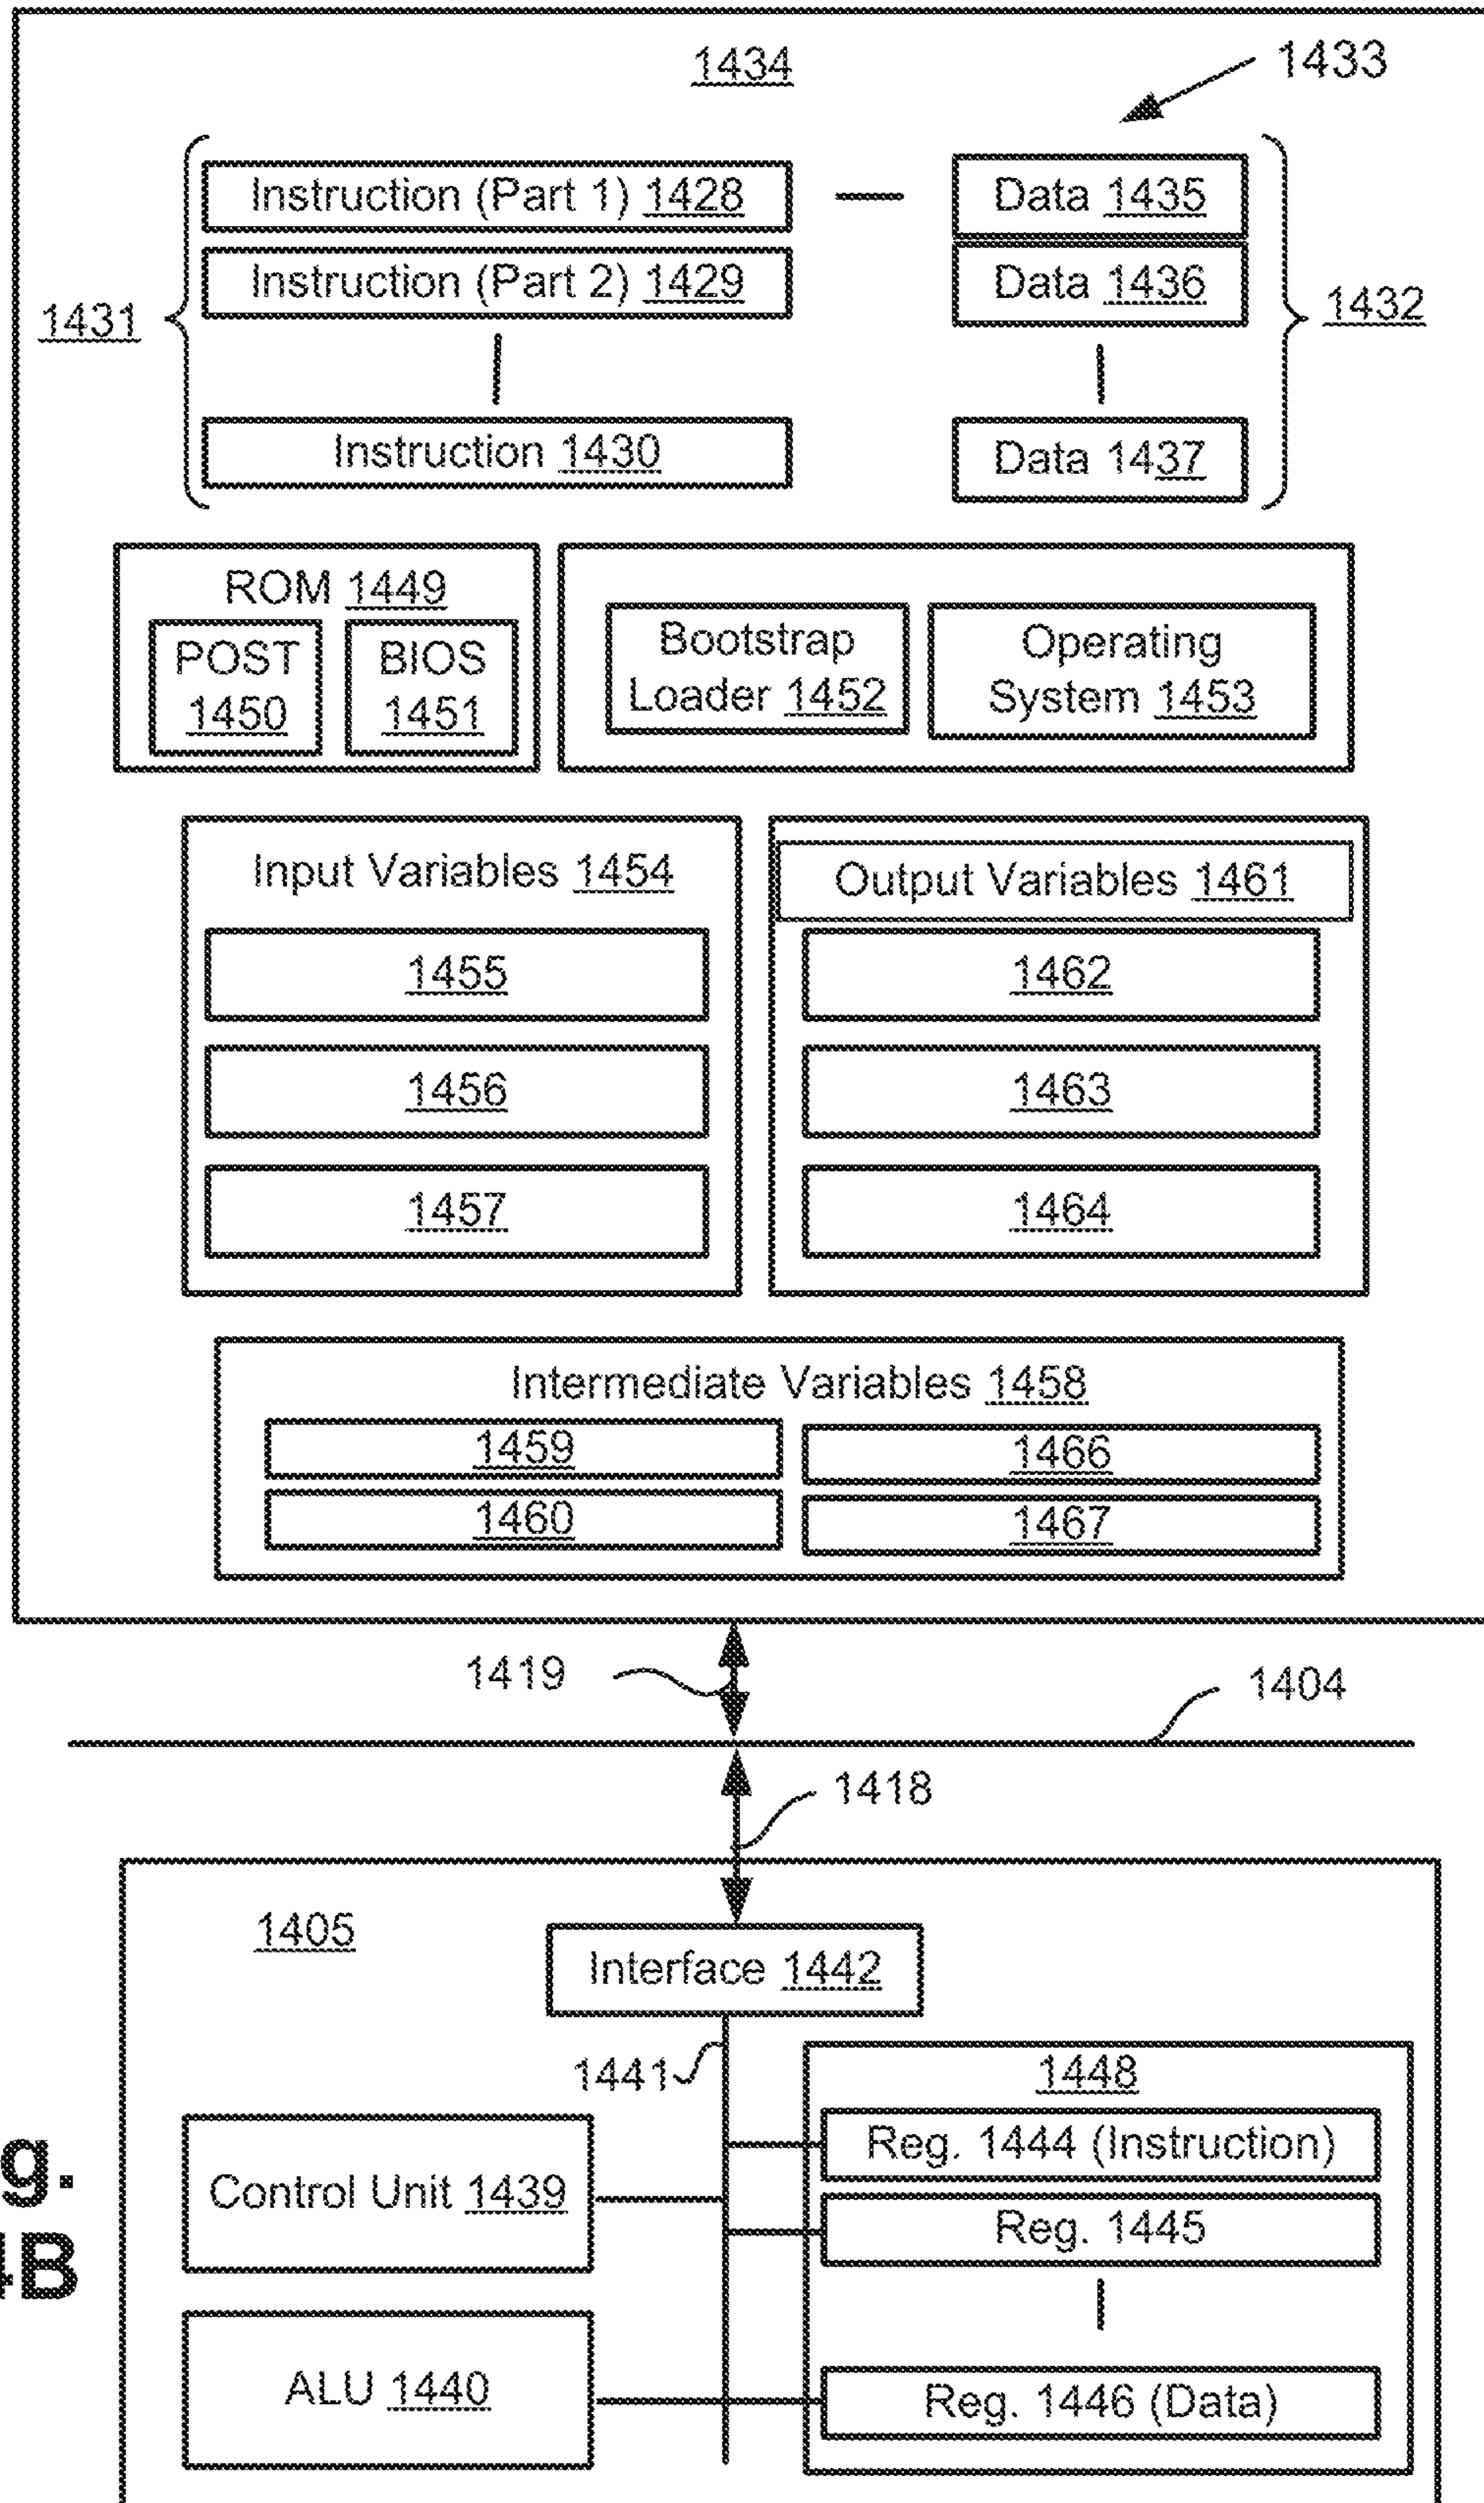 1434
1433
Instruction (Part 1) 1428
Data 1435
Instruction (Part 2) 1429
Data 1436
1431
1432
Instruction 1430
Data 1437
ROM 1449
POST
1450
BIOS
1451
Bootstrap
Loader 1452
Operating
System 1453
Input Variables 1454
1455
1456
1457
Output Variables 1461
1462
1463
1464
Intermediate Variables 1458
1459
1466
1460
1467
1419
1404
1418
1405
Interface 1442
1441
1448
Reg. 1444 (Instruction)
Control Unit 1439
Reg. 1445
ALU 1440
Reg. 1446 (Data)
g.
4B